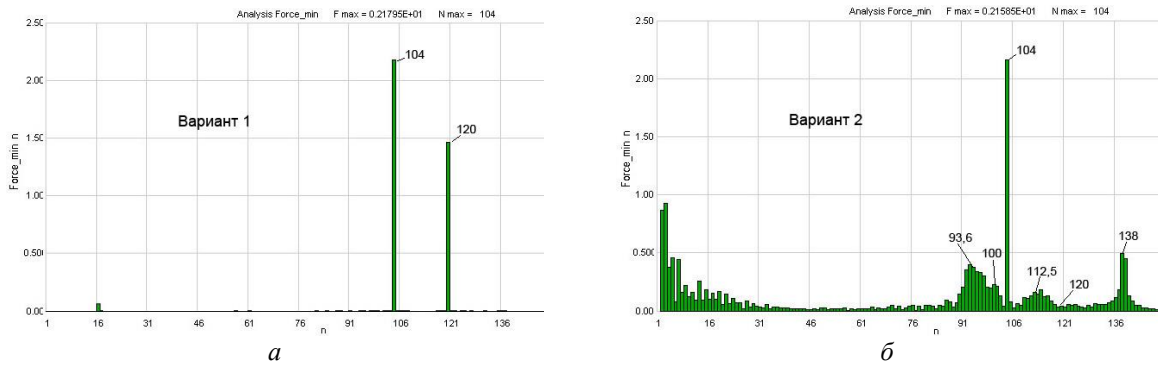 Analysis Force_min F max = 0.21795E+01 N max = 104
2.50
2.00
1.50
1.00
0.50(
0.00
Force_min n
Вариант 1
104
120
1 16 31 46 61 76 91 106 121 136
n
а
Analysis Force_min F max = 0.21585E+01 N max = 104
2.50
2.00
1.50
1.00
0.50(
0.00
Force_min n
Вариант 2
104
93,6
100
112,5
120
138
1 16 31 46 61 76 91 106 121 136
n
б